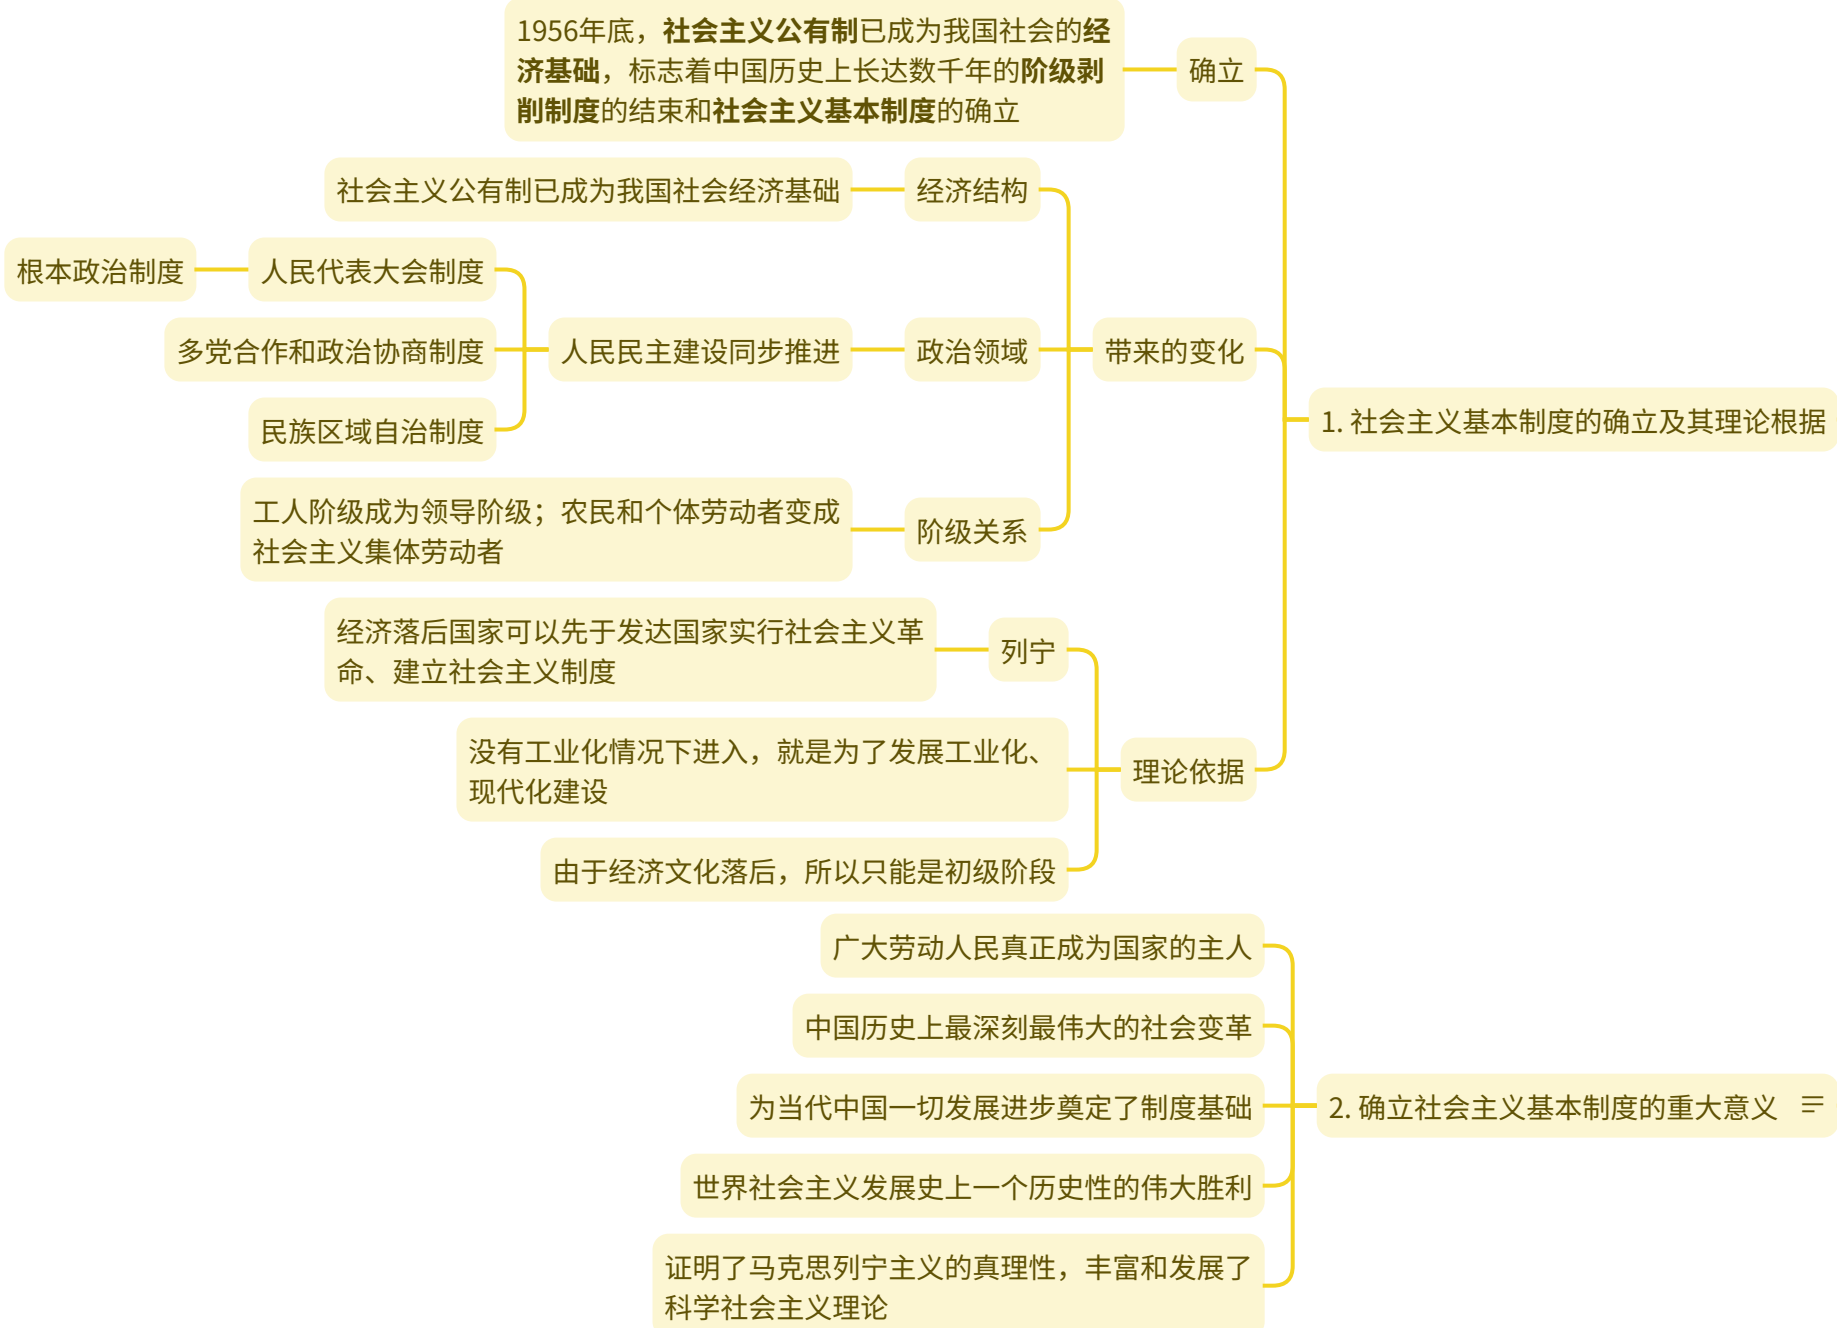 1956年底，社会主义公有制已成为我国社会的经
济基础，标志着中国历史上长达数千年的阶级剥
削制度的结束和社会主义基本制度的确立
确立
社会主义公有制已成为我国社会经济基础
经济结构
根本政治制度
人民代表大会制度
多党合作和政治协商制度
人民民主建设同步推进
政治领域
带来的变化
民族区域自治制度
1. 社会主义基本制度的确立及其理论根据
工人阶级成为领导阶级；农民和个体劳动者变成
社会主义集体劳动者
阶级关系
经济落后国家可以先于发达国家实行社会主义革
命、建立社会主义制度
列宁
没有工业化情况下进入，就是为了发展工业化、
现代化建设
理论依据
由于经济文化落后，所以只能是初级阶段
广大劳动人民真正成为国家的主人
中国历史上最深刻最伟大的社会变革
为当代中国一切发展进步奠定了制度基础
2. 确立社会主义基本制度的重大意义
世界社会主义发展史上一个历史性的伟大胜利
证明了马克思列宁主义的真理性，丰富和发展了
科学社会主义理论